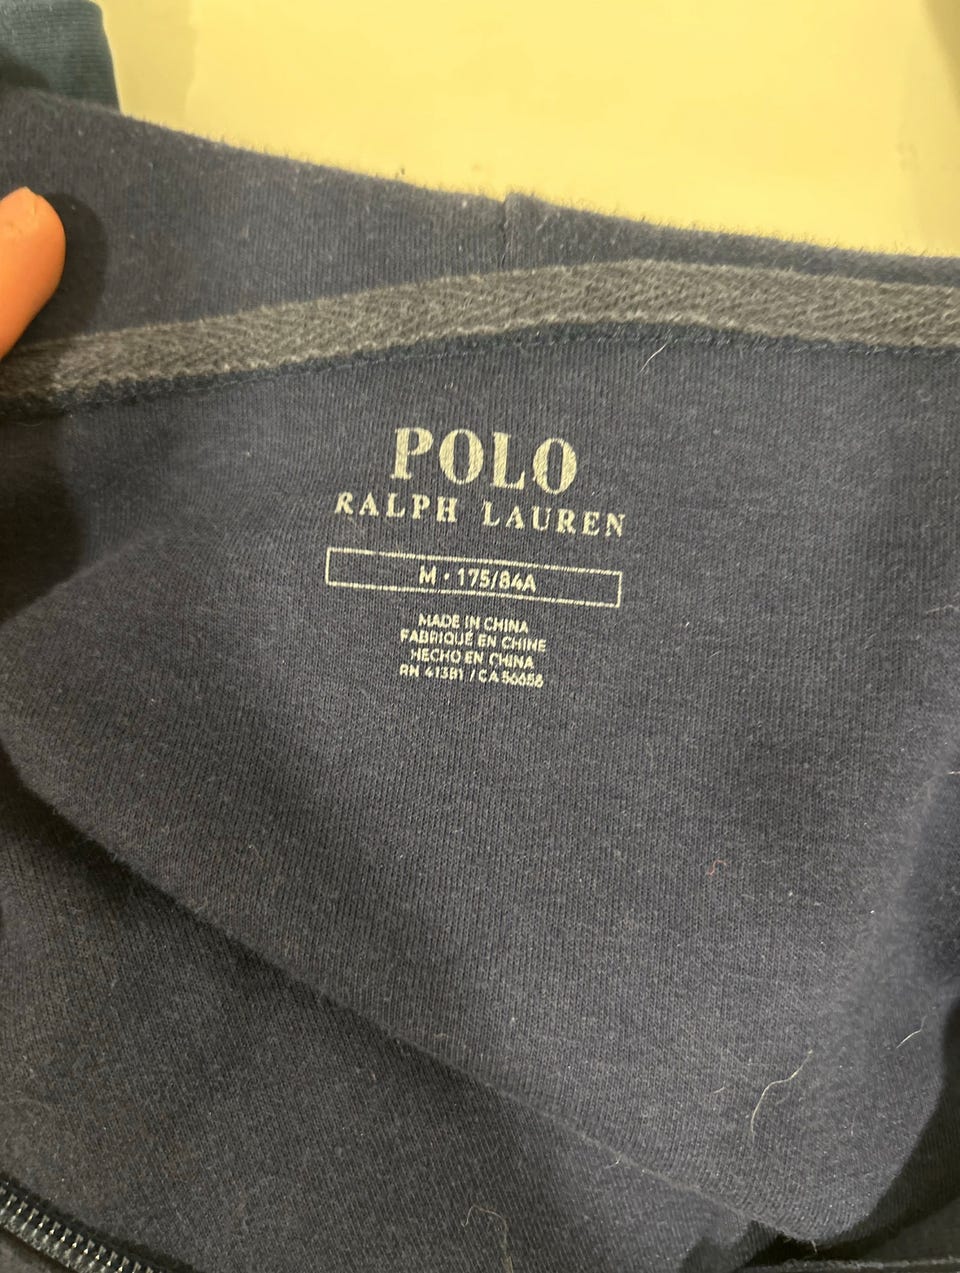 POLO
RALPH LAUREN
M • 175/84A
MADE IN CHINA
FABRIQUÉ EN CHINE
HECHO EN CHINA
RN 41381 / CA 56658